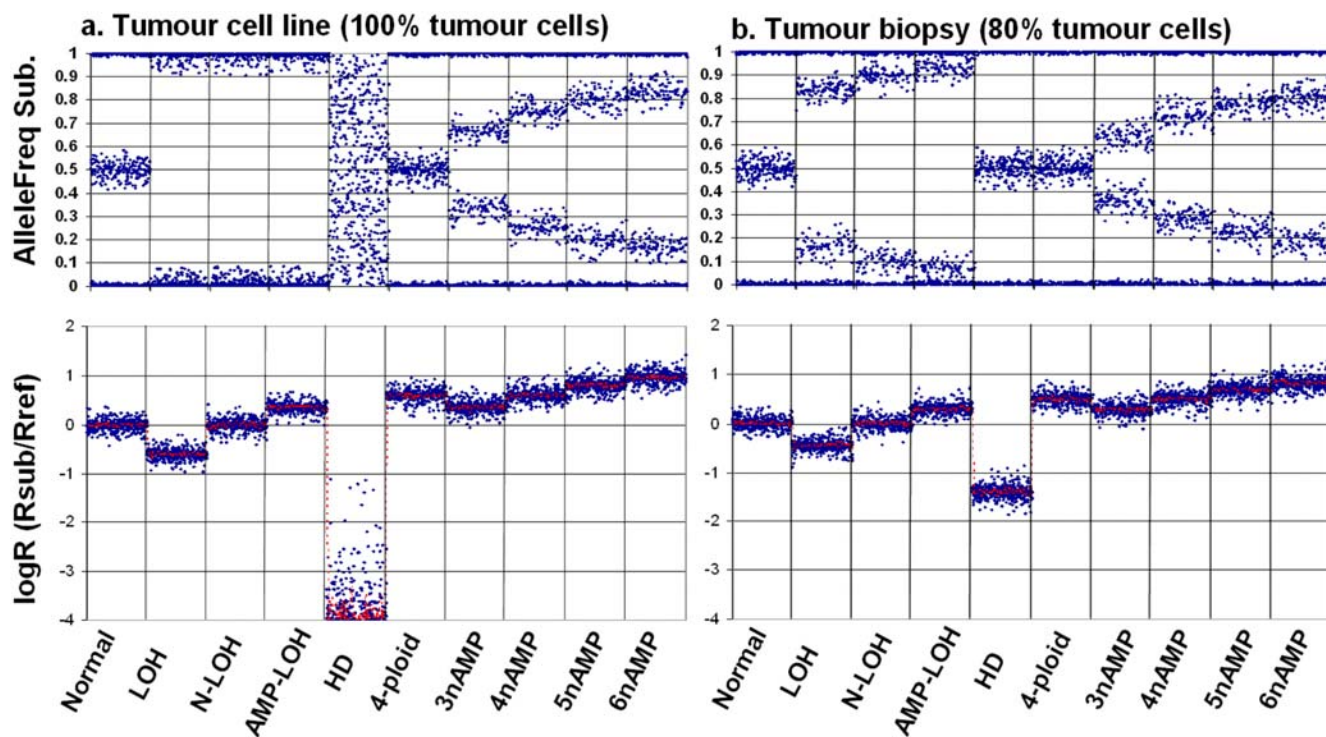 a. Tumour cell line (100% tumour cells)
b. Tumour biopsy (80% tumour cells)
AlleleFreq Sub.
1
0.9
0.8
0.7
0.6
0.5
0.4
0.3
0.2
0.1
0
1
0.9
0.8
0.7
0.6
0.5
0.4
0.3
0.2
0.1
0
logR (Rsub/Rref)
2
1
0
-1
-2
-3
-4
2
1
0
-1
-2
-3
-4
Normal
LOH
N-LOH
AMP-LOH
HD
4-ploid
3nAMP
4nAMP
5nAMP
6nAMP
Normal
LOH
N-LOH
AMP-LOH
HD
4-ploid
3nAMP
4nAMP
5nAMP
6nAMP